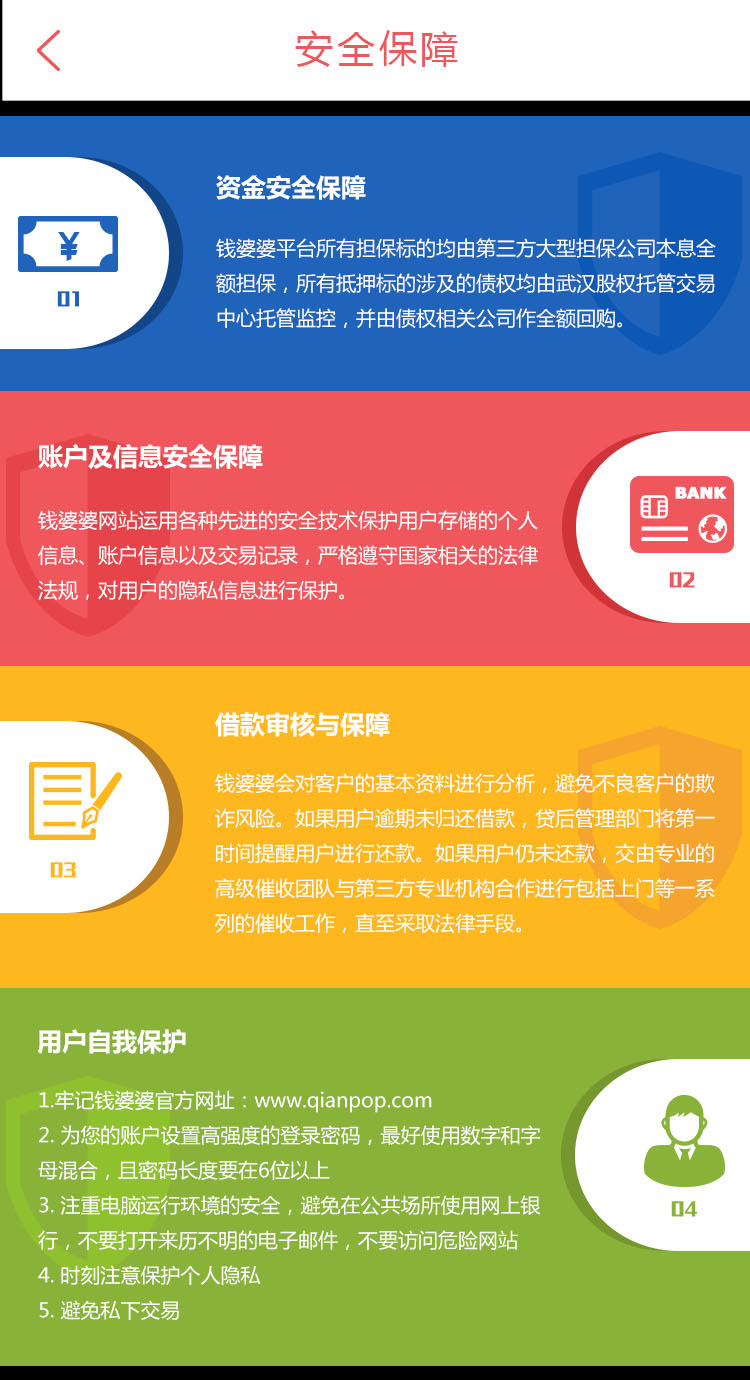 安全保障
资金安全保障
钱婆婆平台所有担保标的均由第三方大型担保公司本息全
额担保，所有抵押标的涉及的债权均由武汉股权托管交易
中心托管监控，并由债权相关公司作全额回购。
¥
01
账户及信息安全保障
钱婆婆网站运用各种先进的安全技术保护用户存储的个人
信息、账户信息以及交易记录，严格遵守国家相关的法律
法规，对用户的隐私信息进行保护。
BANK
02
借款审核与保障
钱婆婆会对客户的基本资料进行分析，避免不良客户的欺
诈风险。如果用户逾期未归还借款，贷后管理部门将第一
时间提醒用户进行还款。如果用户仍未还款，交由专业的
高级催收团队与第三方专业机构合作进行包括上门等一系
列的催收工作，直至采取法律手段。
03
用户自我保护
1.牢记钱婆婆官方网址：www.qianpop.com
2. 为您的账户设置高强度的登录密码，最好使用数字和字
母混合，且密码长度要在6位以上
3. 注重电脑运行环境的安全，避免在公共场所使用网上银
行，不要打开来历不明的电子邮件，不要访问危险网站
4. 时刻注意保护个人隐私
5. 避免私下交易
04